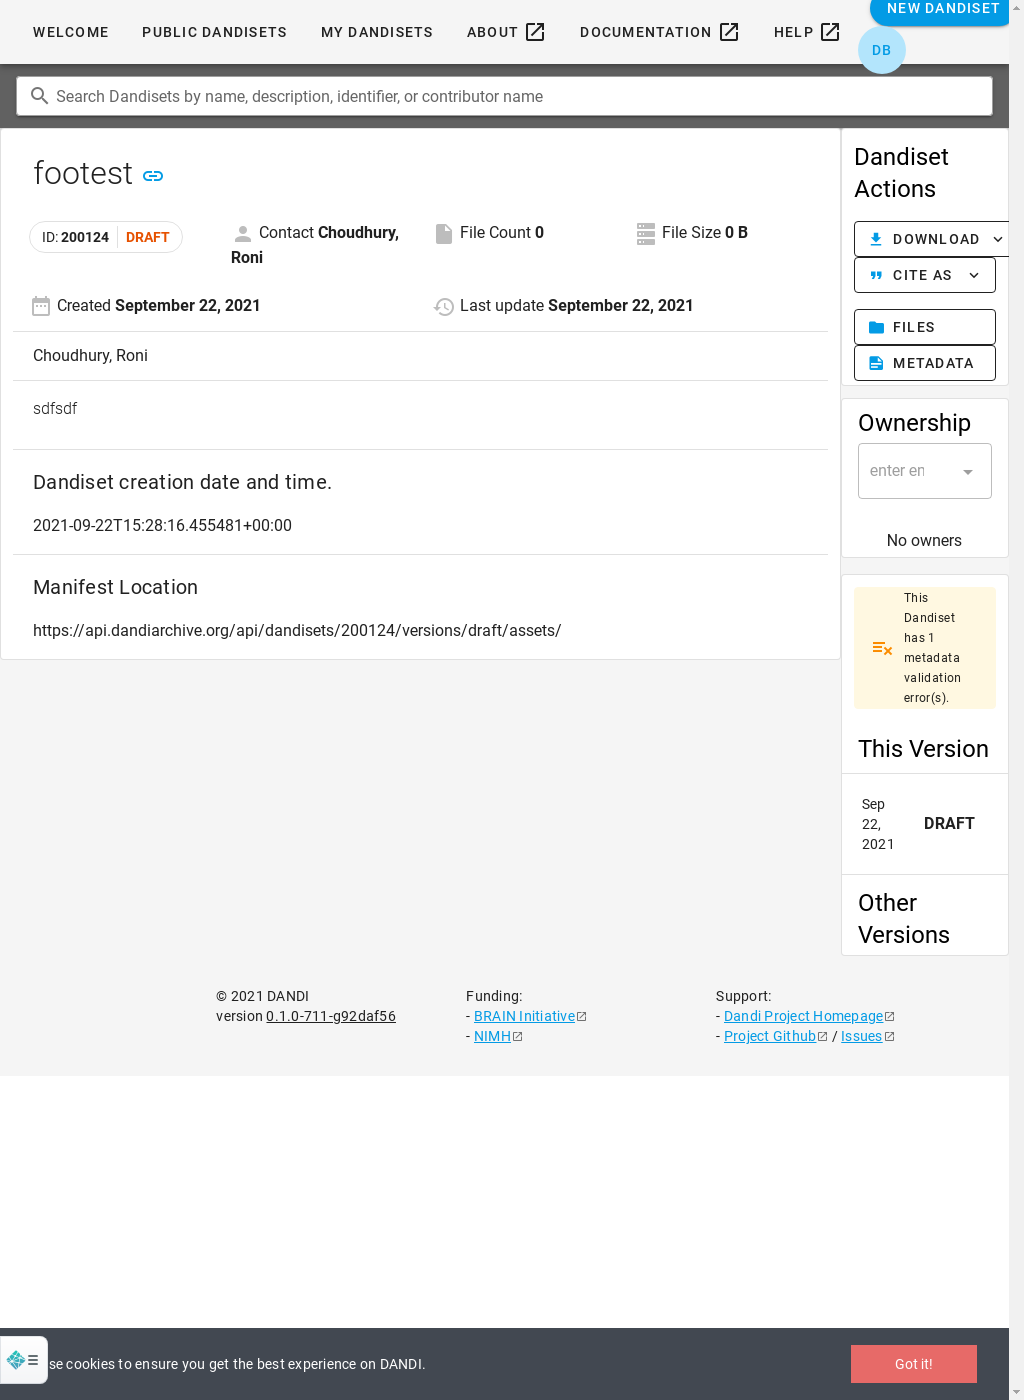 NEW DANDISET
WELCOME PUBLIC DANDISETS MY DANDISETS ABOUT DOCUMENTATION HELP
DB
Search Dandisets by name, description, identifier, or contributor name
footest
ID: 200124 DRAFT
Contact Choudhury,
Roni
File Count 0
File Size 0 B
Created September 22, 2021
Last update September 22, 2021
Choudhury, Roni
sdfsdf
Dandiset creation date and time.
2021-09-22T15:28:16.455481+00:00
Manifest Location
https://api.dandiarchive.org/api/dandisets/200124/versions/draft/assets/
Dandiset
Actions
DOWNLOAD
CITE AS
FILES
METADATA
Ownership
enter en
No owners
This
Dandiset
has 1
metadata
validation
error(s).
This Version
Sep
22,
2021
DRAFT
Other
Versions
© 2021 DANDI
version 0.1.0-711-g92daf56
Funding:
- BRAIN Initiative
- NIMH
Support:
- Dandi Project Homepage
- Project Github / Issues
se cookies to ensure you get the best experience on DANDI.
Got it!